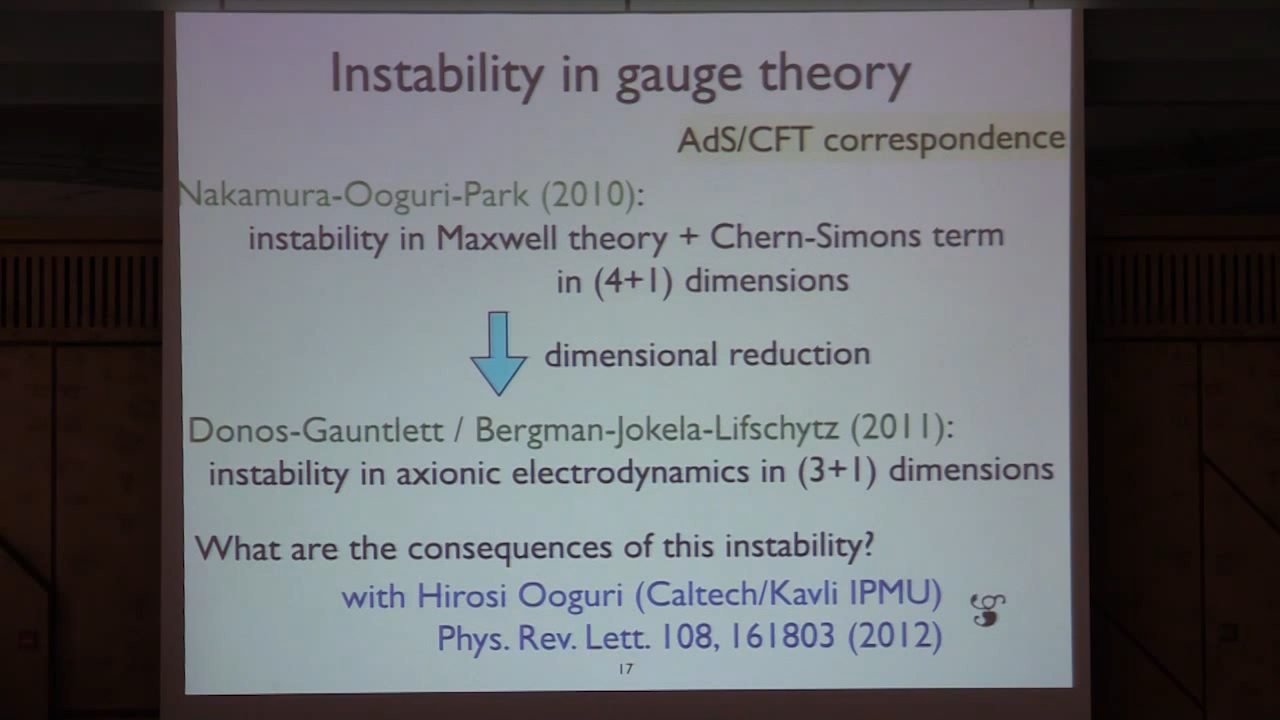 Instability in gauge theory
AdS/CFT correspondence
Nakamura-Ooguri-Park (2010):
instability in Maxwell theory + Chern-Simons term
in (4+1) dimensions
dimensional reduction
Donos-Gauntlett / Bergman-Jokela-Lifschytz (2011):
instability in axionic electrodynamics in (3+1) dimensions
What are the consequences of this instability?
with Hirosi Ooguri (Caltech/Kavli IPMU)
Phys. Rev. Lett. 108, 161803 (2012)
17